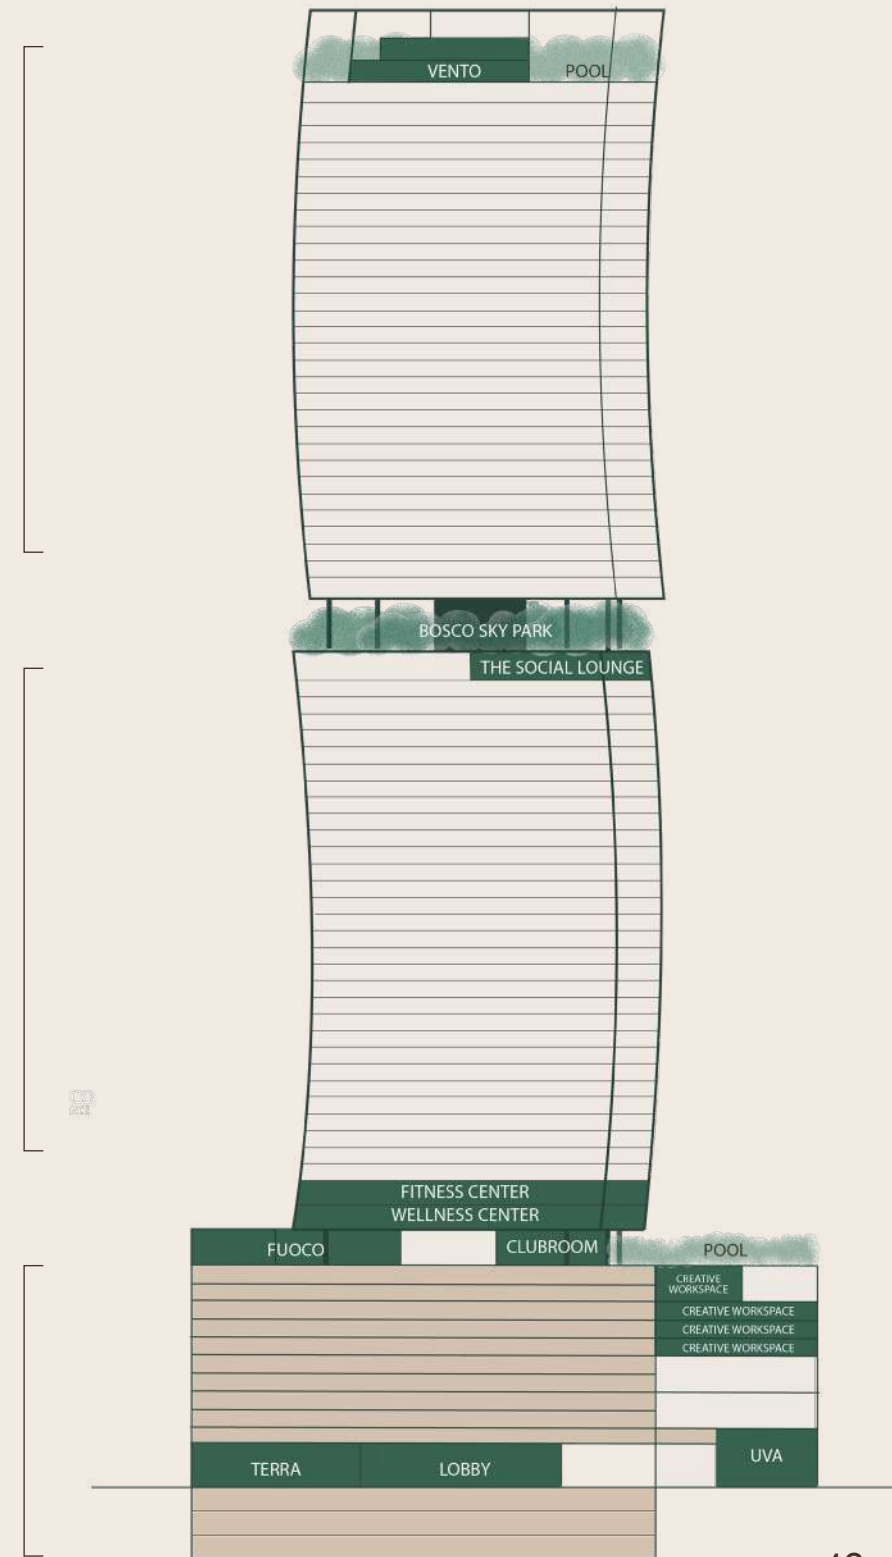 VENTO
POOL
BOSCO SKY PARK
THE SOCIAL LOUNGE
FITNESS CENTER
WELLNESS CENTER
FUOCO
CLUBROOM
POOL
CREATIVE
WORKSPACE
CREATIVE WORKSPACE
CREATIVE WORKSPACE
CREATIVE WORKSPACE
TERRA
LOBBY
UVA